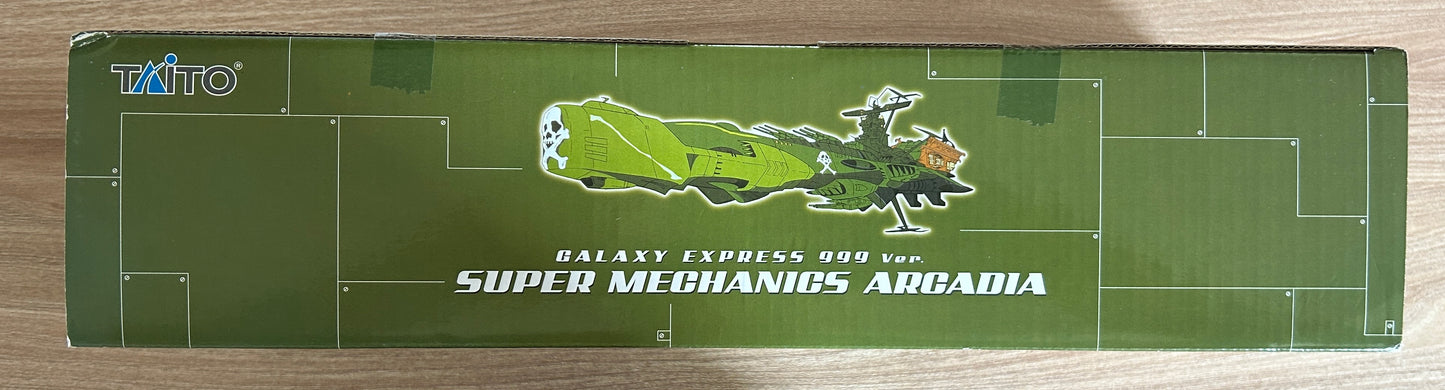 TAITO®
GALAXY EXPRESS 999 Ver.
SUPER MECHANICS ARCADIA